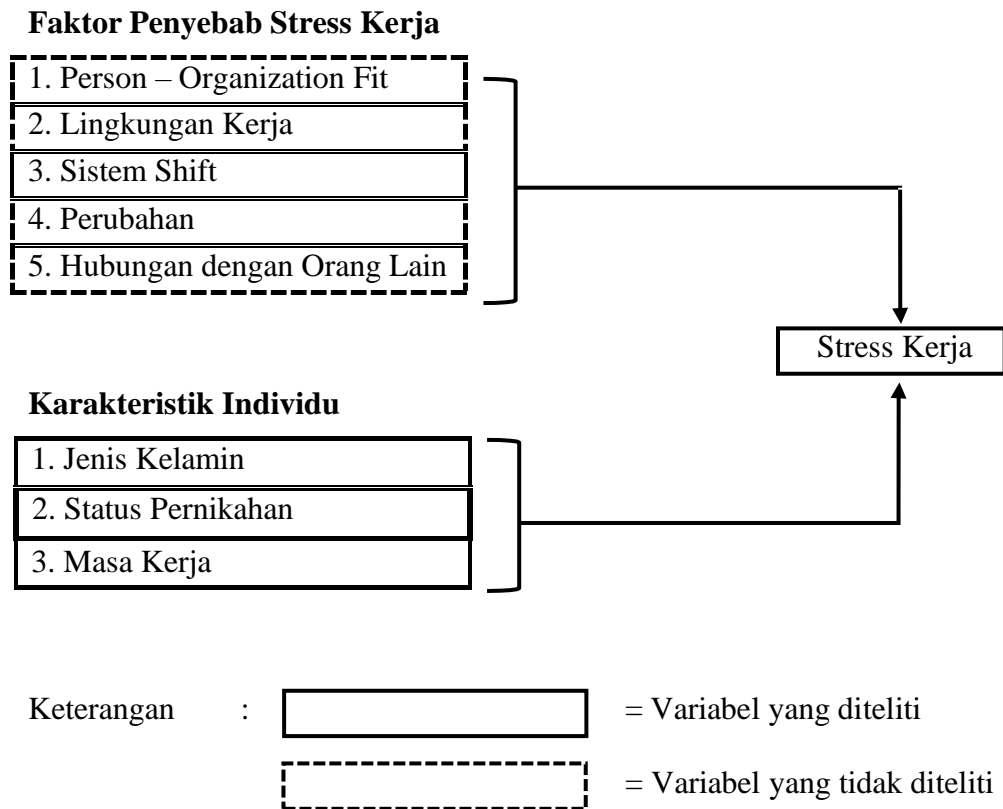 Faktor Penyebab Stress Kerja
1. Person – Organization Fit
2. Lingkungan Kerja
3. Sistem Shift
4. Perubahan
5. Hubungan dengan Orang Lain
Stress Kerja
Karakteristik Individu
1. Jenis Kelamin
2. Status Pernikahan
3. Masa Kerja
Keterangan : = Variabel yang diteliti
= Variabel yang tidak diteliti